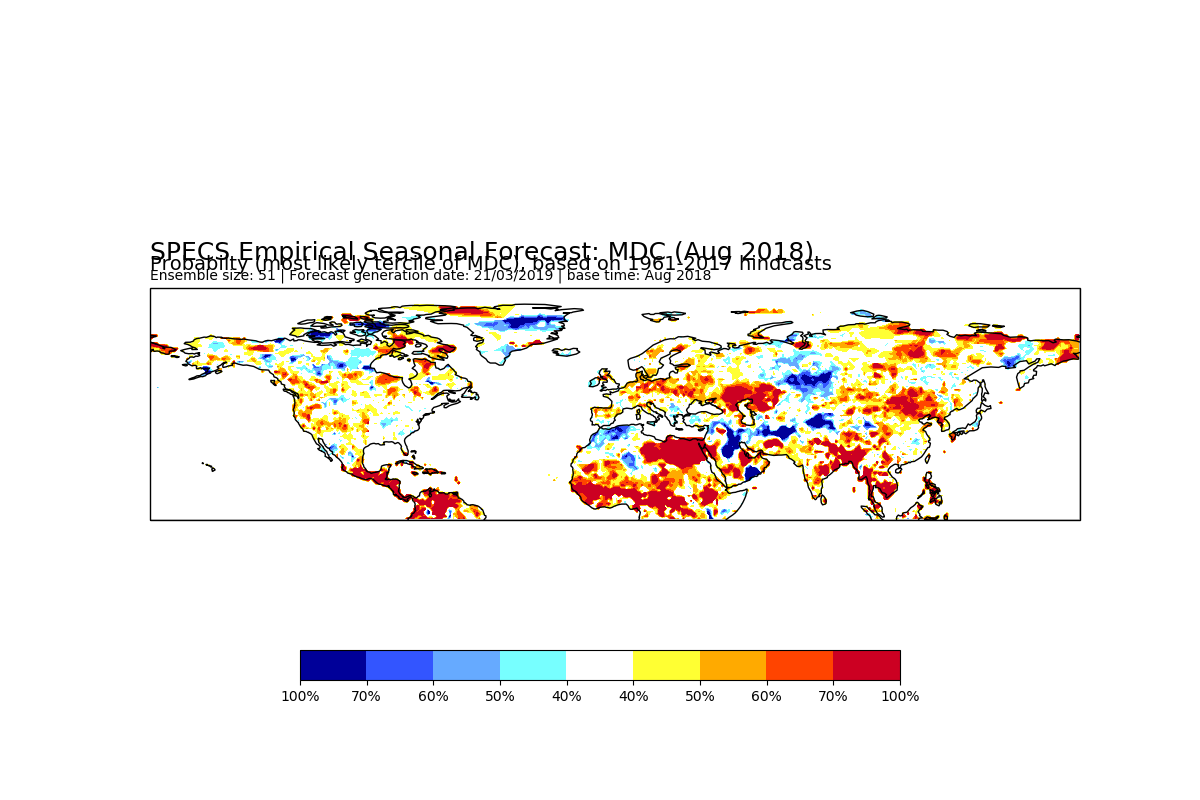 SPECS Empirical Seasonal Forecast: MDC (Aug 2018)
Probabilty (most likely tercile of MDC), based on 1961-2017 hindcasts
Ensemble size: 51 | Forecast generation date: 21/03/2019 | base time: Aug 2018
100% 70% 60% 50% 40% 40% 50% 60% 70% 100%